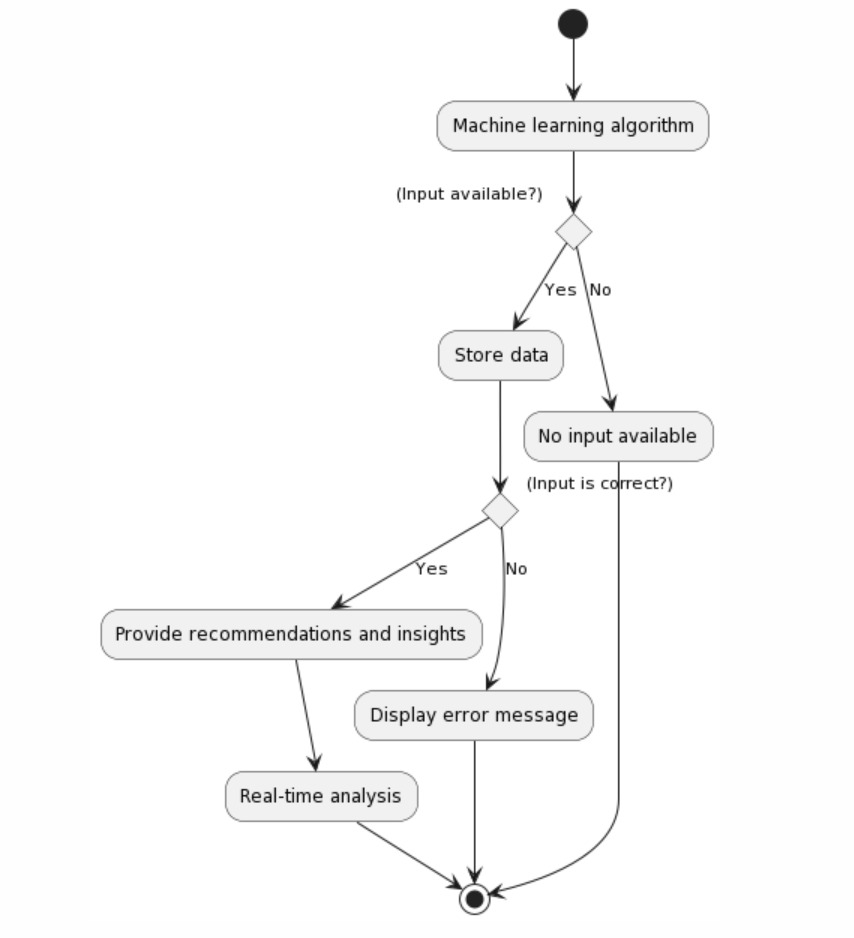 Machine learning algorithm
(Input available?)
Yes No
Store data
No input available
(Input is correct?)
Yes No
Provide recommendations and insights
Display error message
Real-time analysis